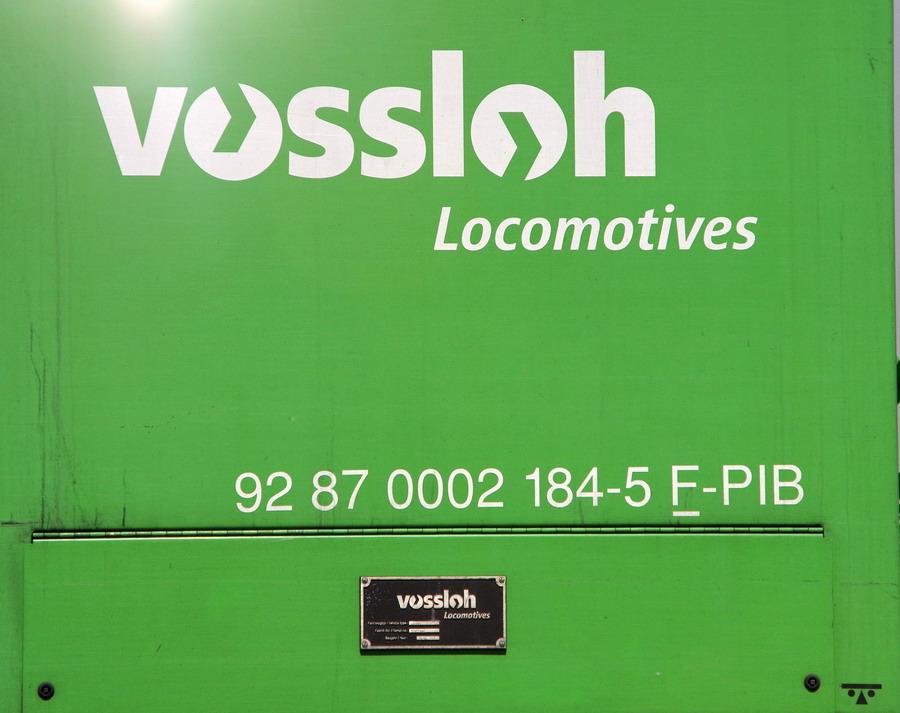 vossloh
Locomotives
92 87 0002 184-5 F-PIB
vossloh
Locomotives